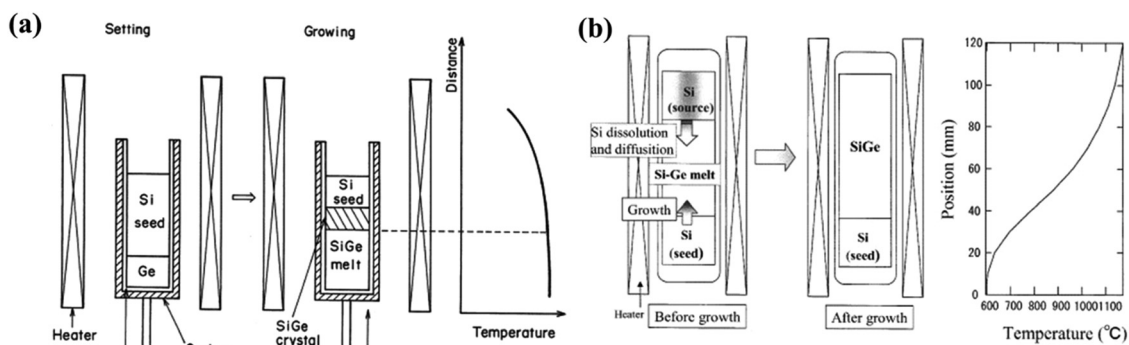 (a)
Setting
Growing
Si
seed
Ge
Heater
Si
seed
SiGe
melt
SiGe
crystal
Distance
Temperature
(b)
Si
(source)
Si dissolution
and diffusition
Si-Ge melt
Growth
Si
(seed)
Heater
Before growth
SiGe
Si
(seed)
After growth
Position (mm)
120
100
80
60
40
20
0
600 700 800 900 1000 1100
Temperature (℃)